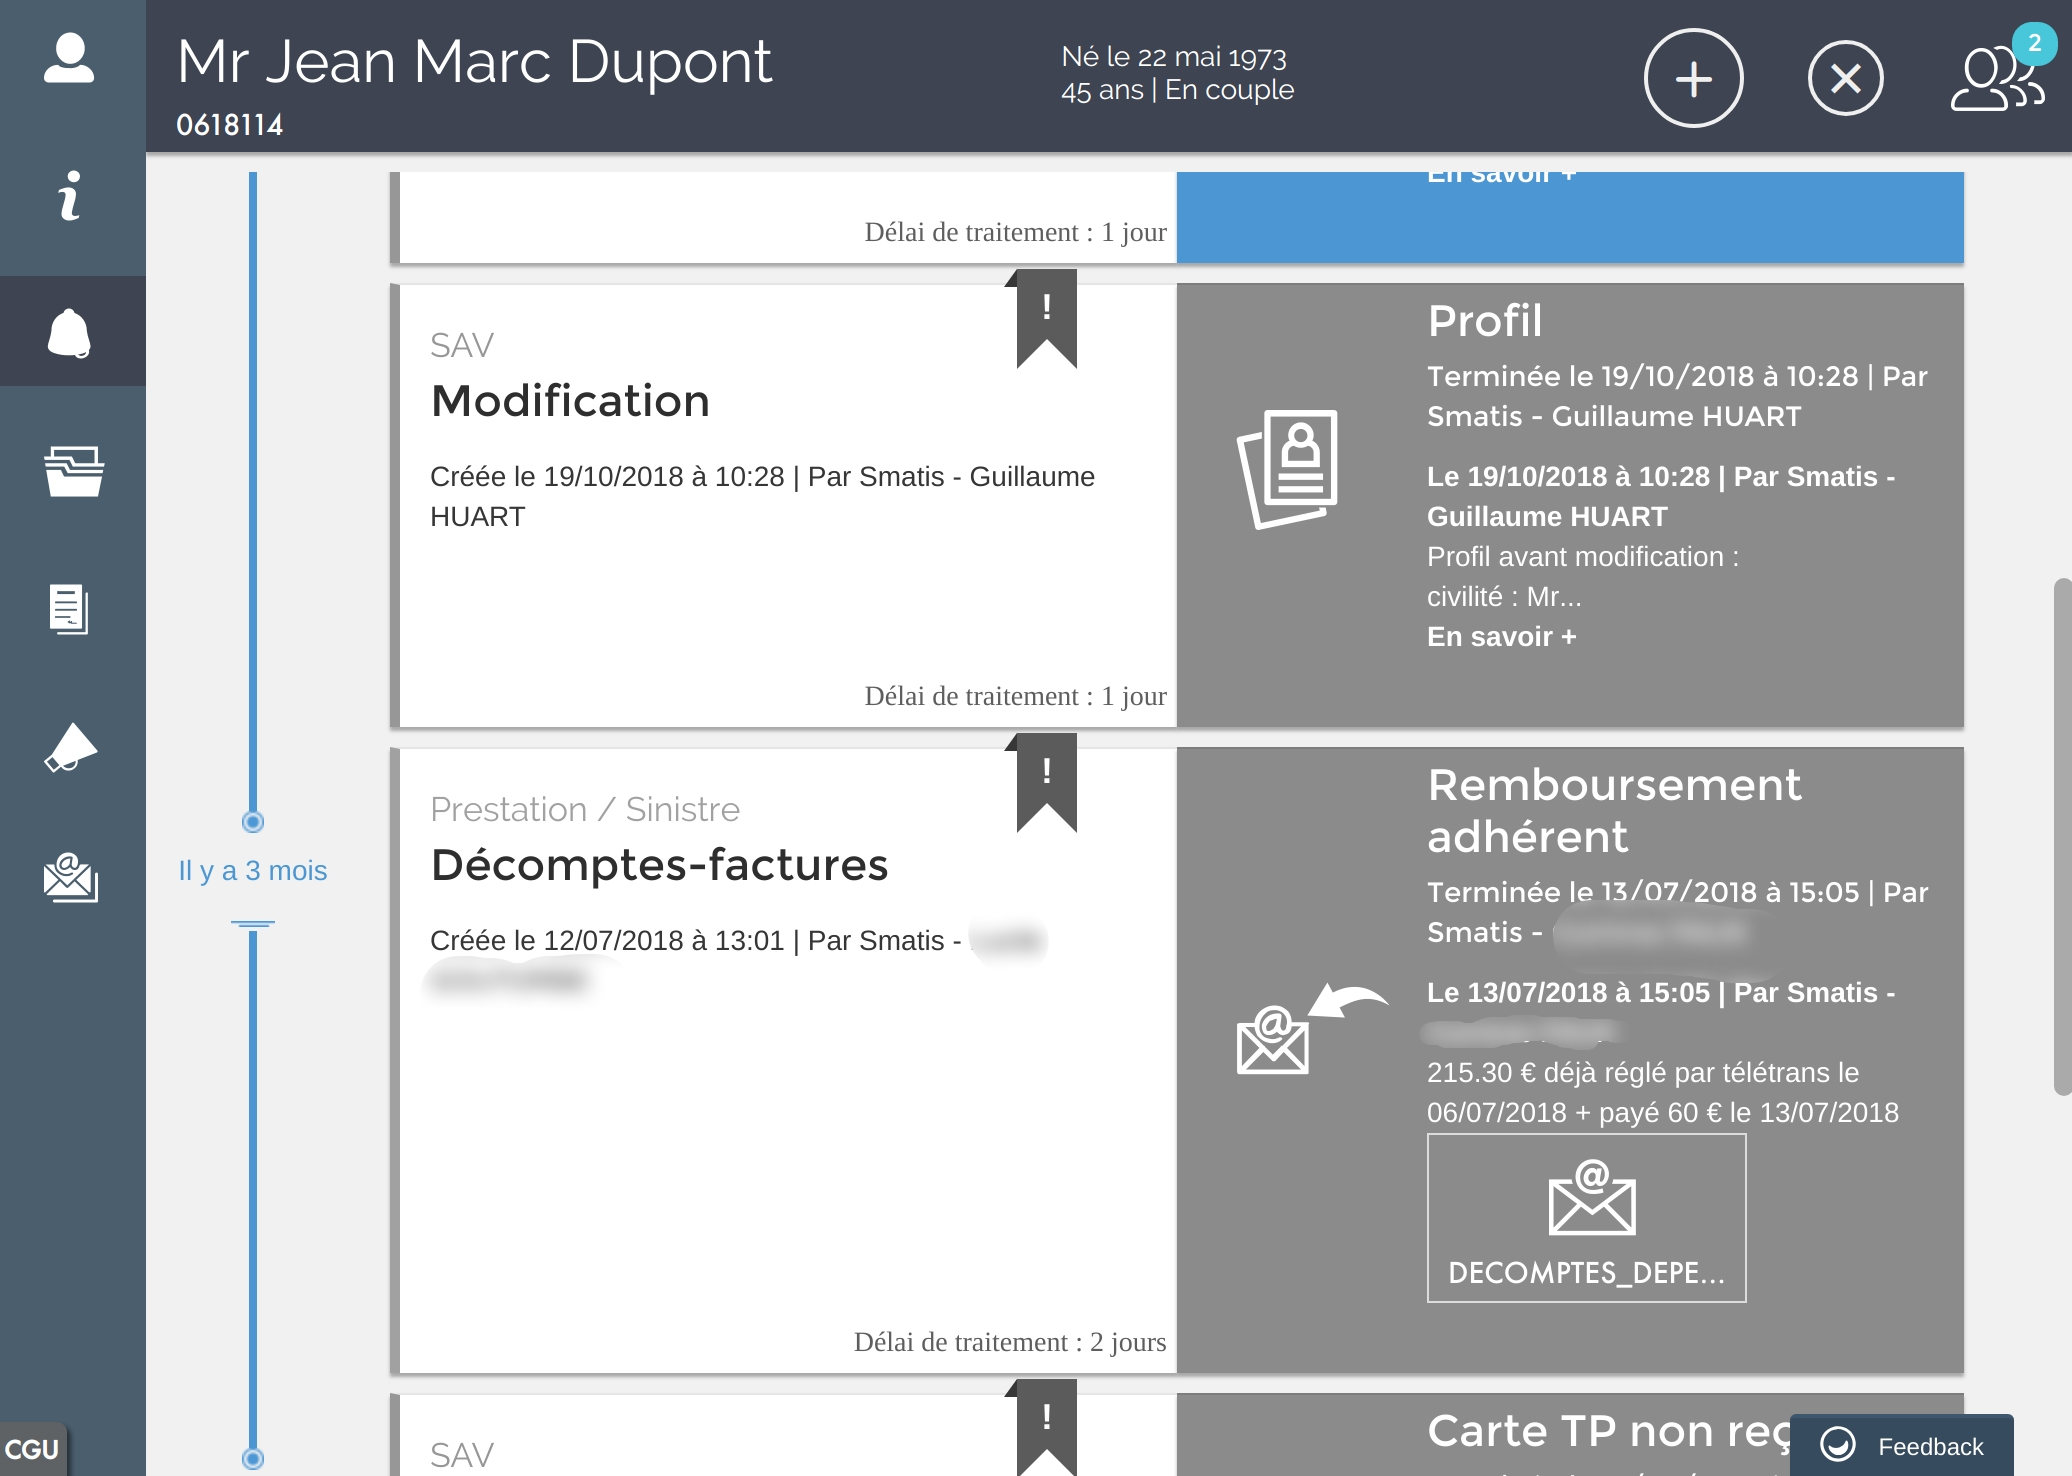 Mr Jean Marc Dupont
0618114
Né le 22 mai 1973
45 ans | En couple
2
En savoir +
Délai de traitement : 1 jour
!
SAV
Modification
Créée le 19/10/2018 à 10:28 | Par Smatis - Guillaume
HUART
Délai de traitement : 1 jour
Profil
Terminée le 19/10/2018 à 10:28 | Par
Smatis - Guillaume HUART
Le 19/10/2018 à 10:28 | Par Smatis -
Guillaume HUART
Profil avant modification :
civilité : Mr...
En savoir +
Il y a 3 mois
!
Prestation / Sinistre
Décomptes-factures
Créée le 12/07/2018 à 13:01 | Par Smatis -
Délai de traitement : 2 jours
Remboursement
adhérent
Terminée le 13/07/2018 à 15:05 | Par
Smatis -
Le 13/07/2018 à 15:05 | Par Smatis -
215.30 € déjà réglé par télétrans le
06/07/2018 + payé 60 € le 13/07/2018
@
DECOMPTES_DEPE...
!
SAV
Carte TP non reç
CGU
Feedback